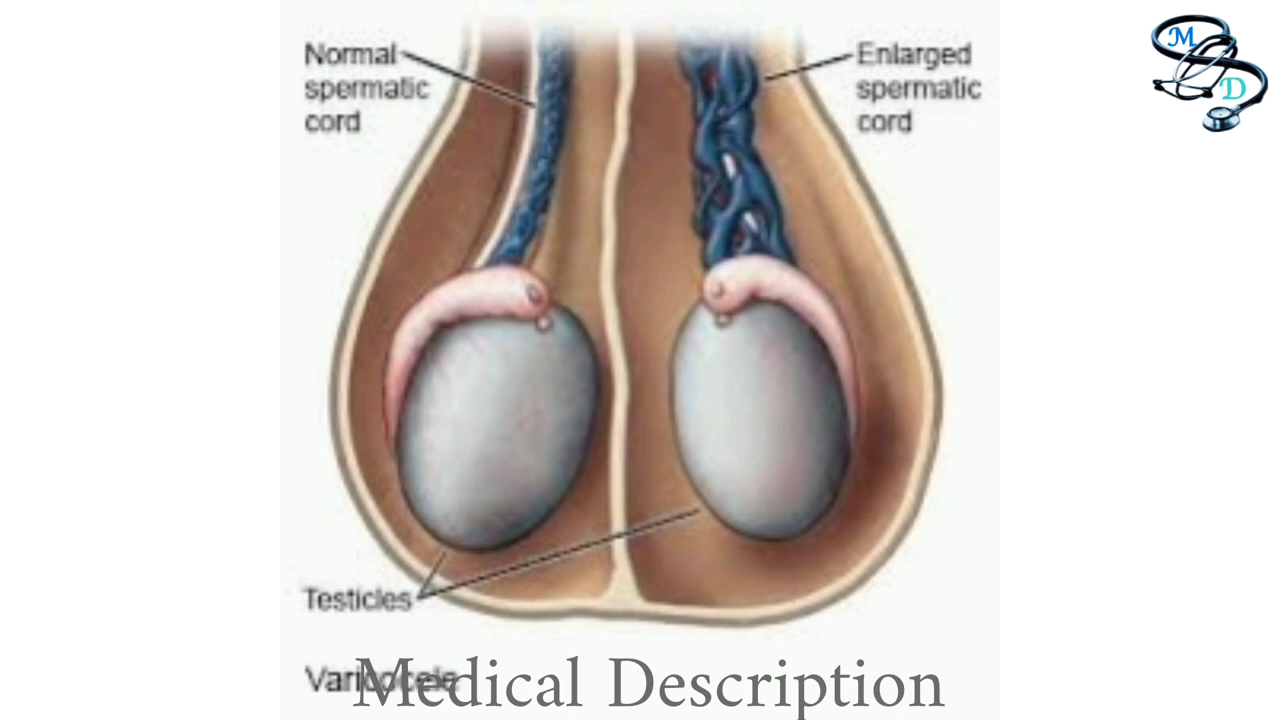 M
D
Normal
spermatic
cord
Enlarged
spermatic
cord
Testicles
Varicocele
Medical Description